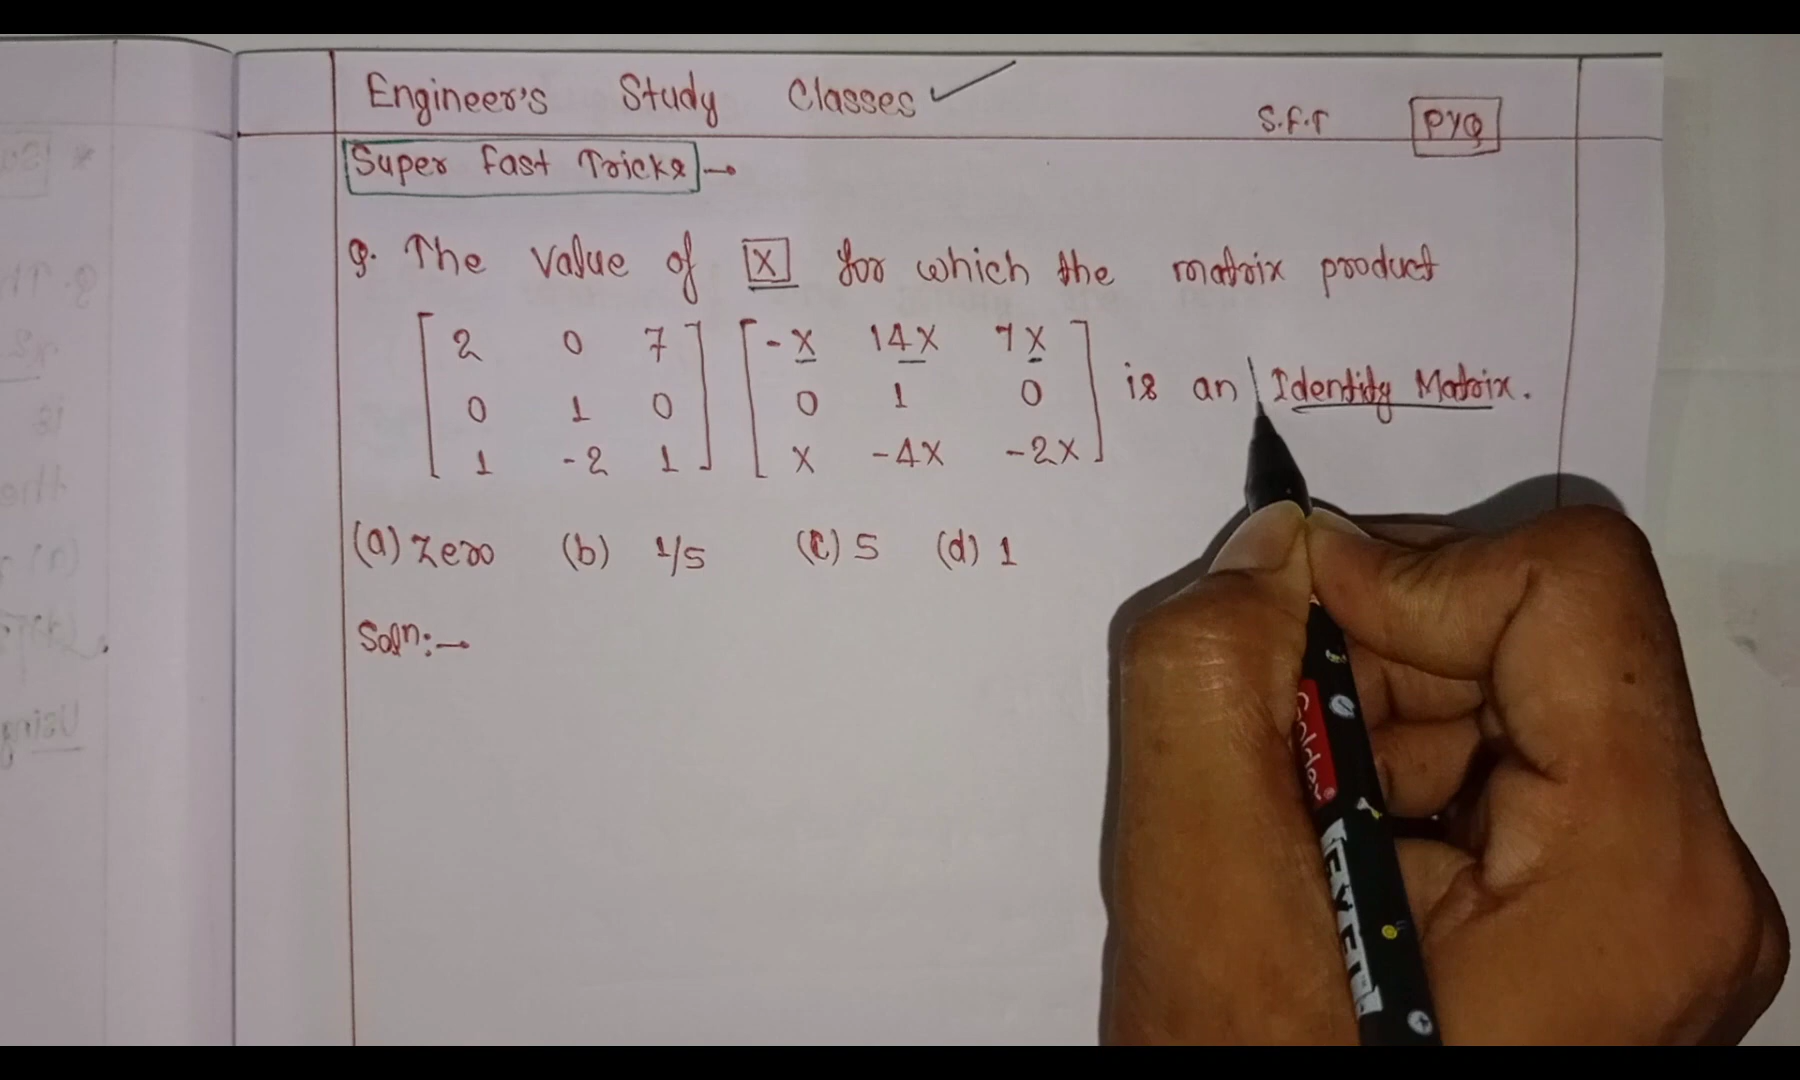 Engineer's Study Classes
S.F.T PYQ
Super Fast Tricks →
Q. The value of x for which the matrix product
[2 0 7] [-x 14x 7x]
[0 1 0] [0 1 0] is an Identity Matrix.
[1 -2 1] [x -4x -2x]
(a) Zero (b) 1/5 (c) 5 (d) 1
Soln:→
Golden